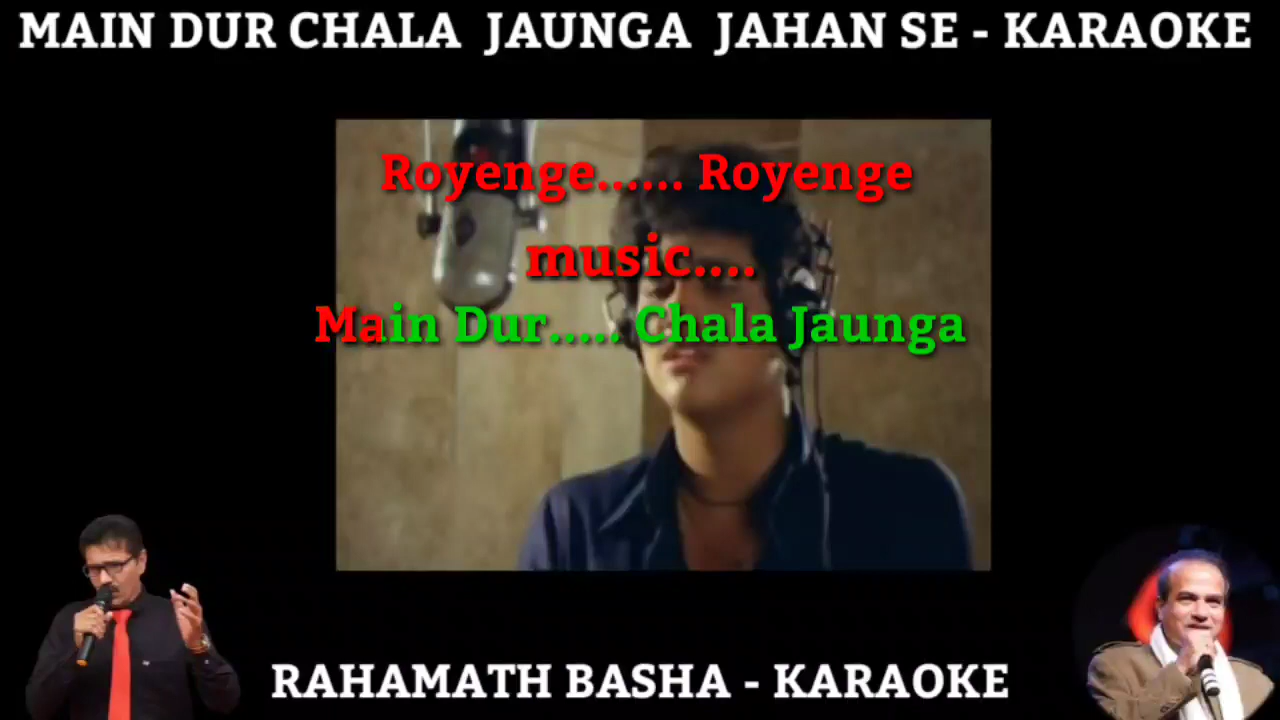 MAIN DUR CHALA JAUNGA JAHAN SE - KARAOKE
Royenge...... Royenge
music....
Main Dur..... Chala Jaunga
RAHAMATH BASHA - KARAOKE